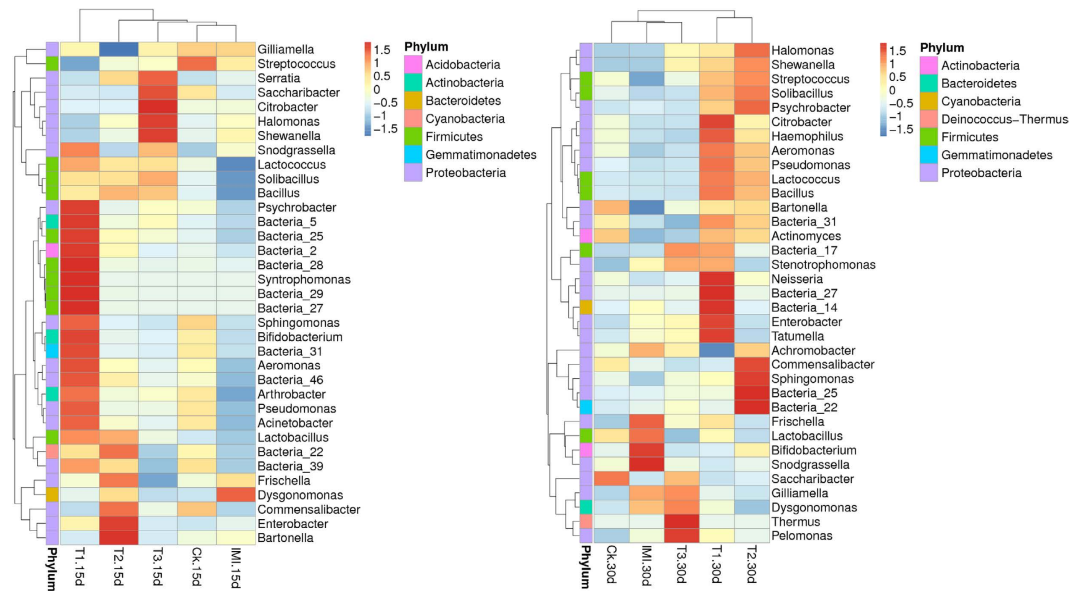 Gilliamella
Streptococcus
Serratia
Saccharibacter
Citrobacter
Halomonas
Shewanella
Snodgrassella
Lactococcus
Solibacillus
Bacillus
Psychrobacter
Bacteria_5
Bacteria_25
Bacteria_2
Bacteria_28
Syntrophomonas
Bacteria_29
Bacteria_27
Sphingomonas
Bifidobacterium
Bacteria_31
Aeromonas
Bacteria_46
Arthrobacter
Pseudomonas
Acinetobacter
Lactobacillus
Bacteria_22
Bacteria_39
Frischella
Dysgonomonas
Commensalibacter
Enterobacter
Bartonella
Phylum
T1.15d
T2.15d
T3.15d
Ck.15d
IMI.15d
1.5
0.5
−0.5
−1.5
Phylum
Acidobacteria
Actinobacteria
Bacteroidetes
Cyanobacteria
Firmicutes
Gemmatimonadetes
Proteobacteria
Halomonas
Shewanella
Streptococcus
Solibacillus
Psychrobacter
Citrobacter
Haemophilus
Aeromonas
Pseudomonas
Lactococcus
Bacillus
Bartonella
Bacteria_31
Actinomyces
Bacteria_17
Stenotrophomonas
Neisseria
Bacteria_27
Bacteria_14
Enterobacter
Tatumella
Achromobacter
Commensalibacter
Sphingomonas
Bacteria_25
Bacteria_22
Frischella
Lactobacillus
Bifidobacterium
Snodgrassella
Saccharibacter
Gilliamella
Dysgonomonas
Thermus
Pelomonas
Phylum
Ck.30d
IMI.30d
T3.30d
T1.30d
T2.30d
1.5
0.5
−0.5
−1.5
Phylum
Actinobacteria
Bacteroidetes
Cyanobacteria
Deinococcus−Thermus
Firmicutes
Gemmatimonadetes
Proteobacteria